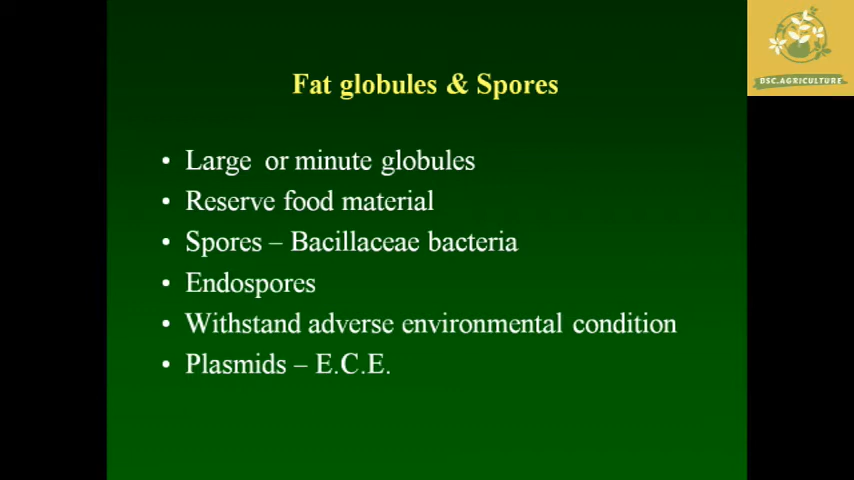 DSC.AGRICULTURE
Fat globules & Spores
• Large or minute globules
• Reserve food material
• Spores – Bacillaceae bacteria
• Endospores
• Withstand adverse environmental condition
• Plasmids – E.C.E.